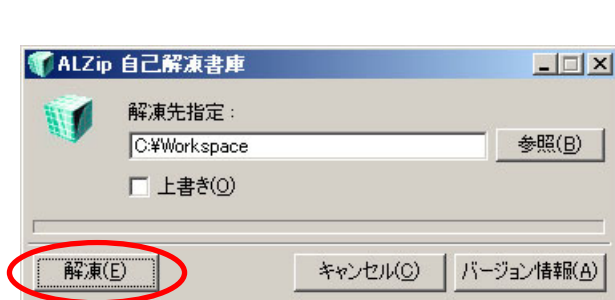 ALZip 自己解凍書庫
解凍先指定：
C:¥Workspace
参照(B)
上書き(O)
解凍(E)
キャンセル(C)
バージョン情報(A)